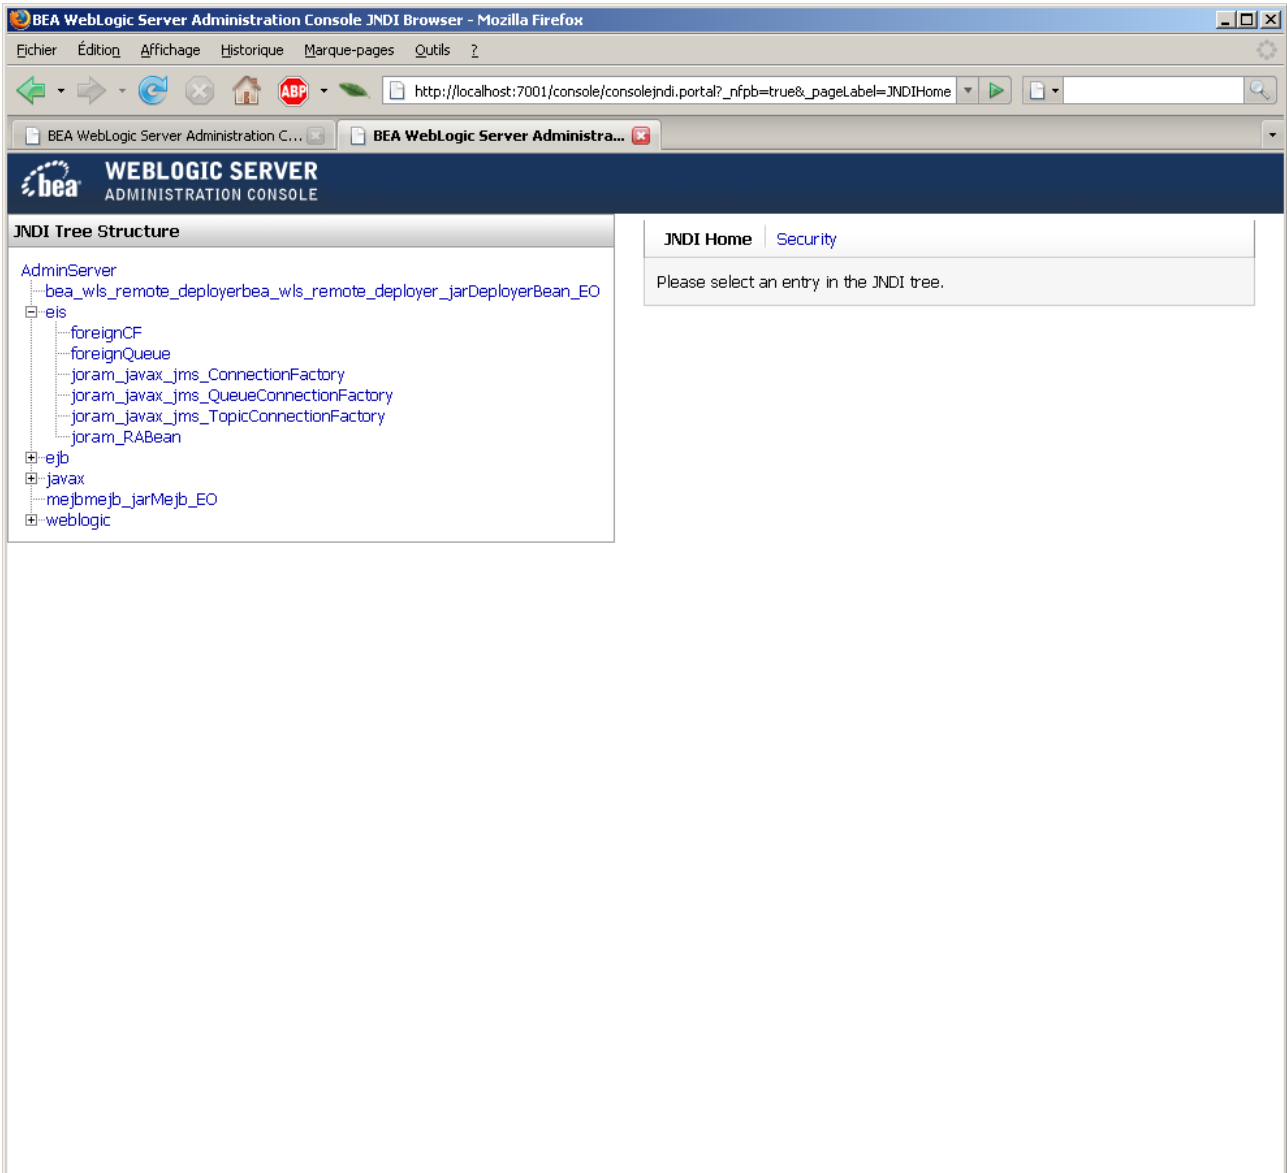 BEA WebLogic Server Administration Console JNDI Browser - Mozilla Firefox
Fichier Édition Affichage Historique Marque-pages Outils ?
ABP http://localhost:7001/console/consolejndi.portal?_nfpb=true&_pageLabel=JNDIHome
BEA WebLogic Server Administration C... BEA WebLogic Server Administra...
bea WEBLOGIC SERVER
ADMINISTRATION CONSOLE
JNDI Tree Structure
JNDI Home Security
AdminServer
Please select an entry in the JNDI tree.
bea_wls_remote_deployerbea_wls_remote_deployer_jarDeployerBean_EO
eis
foreignCF
foreignQueue
joram_javax_jms_ConnectionFactory
joram_javax_jms_QueueConnectionFactory
joram_javax_jms_TopicConnectionFactory
joram_RABean
ejb
javax
mejbmejb_jarMejb_EO
weblogic